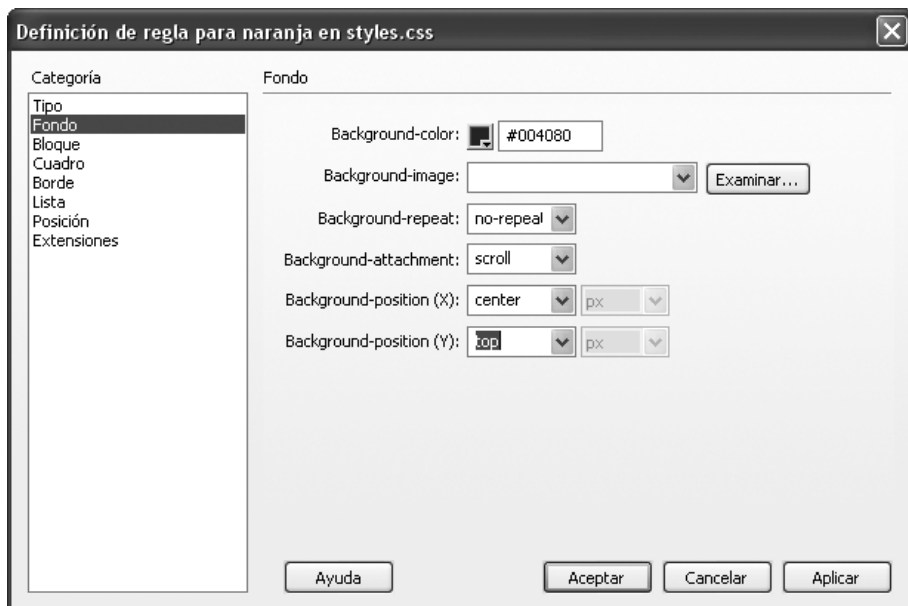 Definición de regla para naranja en styles.css
Categoría
Tipo
Fondo
Bloque
Cuadro
Borde
Lista
Posición
Extensiones
Fondo
Background-color: #004080
Background-image: Examinar...
Background-repeat: no-repeal
Background-attachment: scroll
Background-position (X): center px
Background-position (Y): top px
Ayuda Aceptar Cancelar Aplicar